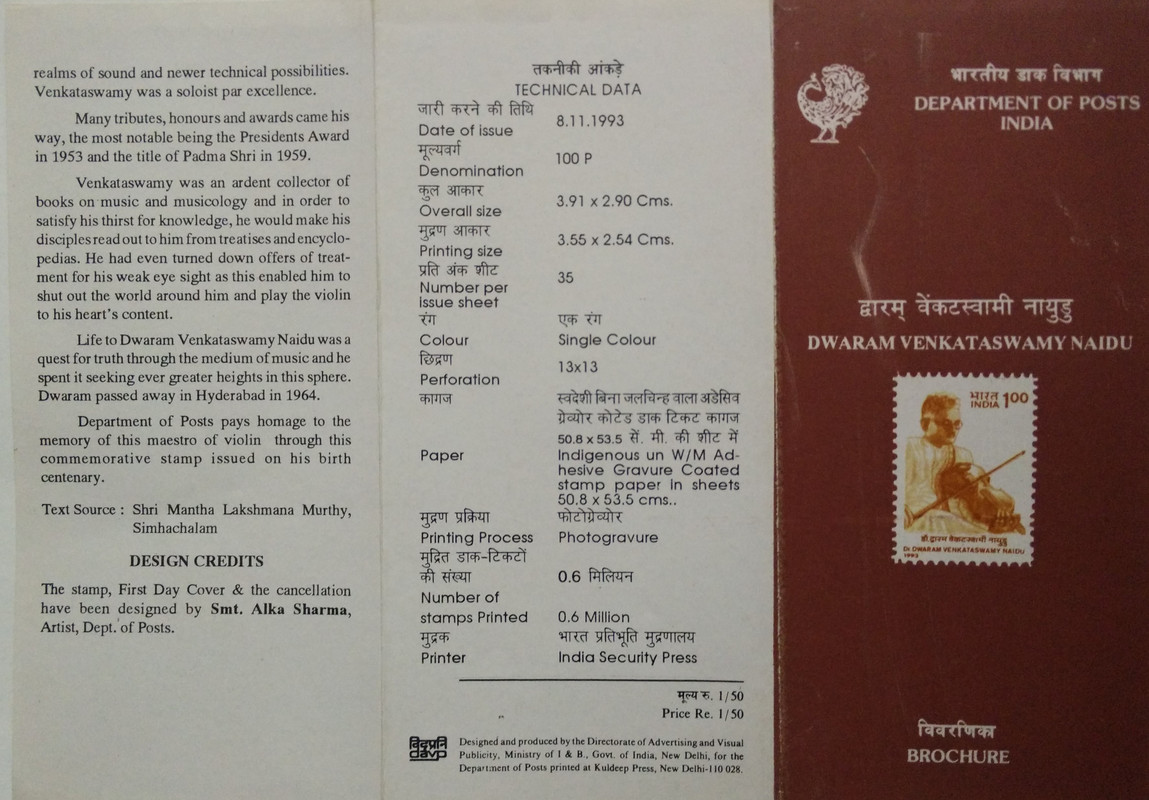 realms of sound and newer technical possibilities.
Venkataswamy was a soloist par excellence.
Many tributes, honours and awards came his
way, the most notable being the Presidents Award
in 1953 and the title of Padma Shri in 1959.
Venkataswamy was an ardent collector of
books on music and musicology and in order to
satisfy his thirst for knowledge, he would make his
disciples read out to him from treatises and encyclo-
pedias. He had even turned down offers of treat-
ment for his weak eye sight as this enabled him to
shut out the world around him and play the violin
to his heart's content.
Life to Dwaram Venkataswamy Naidu was a
quest for truth through the medium of music and he
spent it seeking ever greater heights in this sphere.
Dwaram passed away in Hyderabad in 1964.
Department of Posts pays homage to the
memory of this maestro of violin through this
commemorative stamp issued on his birth
centenary.
Text Source : Shri Mantha Lakshmana Murthy,
Simhachalam
DESIGN CREDITS
The stamp, First Day Cover & the cancellation
have been designed by Smt. Alka Sharma,
Artist, Dept. of Posts.
तकनीकी आंकड़े
TECHNICAL DATA
जारी करने की तिथि
Date of issue 8.11.1993
मूल्यवर्ग
Denomination 100 P
कुल आकार
Overall size 3.91 x 2.90 Cms.
मुद्रण आकार
Printing size 3.55 x 2.54 Cms.
प्रति अंक शीट
Number per 35
issue sheet
रंग एक रंग
Colour Single Colour
छिद्रण
Perforation 13x13
कागज स्वदेशी बिना जलचिन्ह वाला अडेसिव
ग्रेव्योर कोटेड डाक टिकट कागज
50.8 x 53.5 सें. मी. की शीट में
Paper Indigenous un W/M Ad-
hesive Gravure Coated
stamp paper in sheets
50.8 x 53.5 cms..
मुद्रण प्रक्रिया फोटोग्रेव्योर
Printing Process Photogravure
मुद्रित डाक-टिकटों
की संख्या 0.6 मिलियन
Number of
stamps Printed 0.6 Million
मुद्रक भारत प्रतिभूति मुद्रणालय
Printer India Security Press
मूल्य रु. 1/50
Price Re. 1/50
विदृप्रनि
davp
Designed and produced by the Directorate of Advertising and Visual
Publicity, Ministry of I & B., Govt. of India, New Delhi, for the
Department of Posts printed at Kuldeep Press, New Delhi-110 028.
भारतीय डाक विभाग
DEPARTMENT OF POSTS
INDIA
द्वारम् वेंकटस्वामी नायुडु
DWARAM VENKATASWAMY NAIDU
भारत
INDIA 100
डॉ. द्वारम वेंकटस्वामी नायुडु
Dr DWARAM VENKATASWAMY NAIDU
1993
विवरणिका
BROCHURE